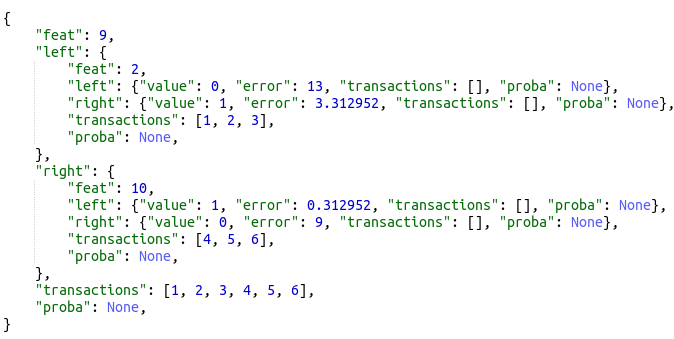 {
    "feat": 9,
    "left": {
        "feat": 2,
        "left": {"value": 0, "error": 13, "transactions": [], "proba": None},
        "right": {"value": 1, "error": 3.312952, "transactions": [], "proba": None},
        "transactions": [1, 2, 3],
        "proba": None,
    },
    "right": {
        "feat": 10,
        "left": {"value": 1, "error": 0.312952, "transactions": [], "proba": None},
        "right": {"value": 0, "error": 9, "transactions": [], "proba": None},
        "transactions": [4, 5, 6],
        "proba": None,
    },
    "transactions": [1, 2, 3, 4, 5, 6],
    "proba": None,
}